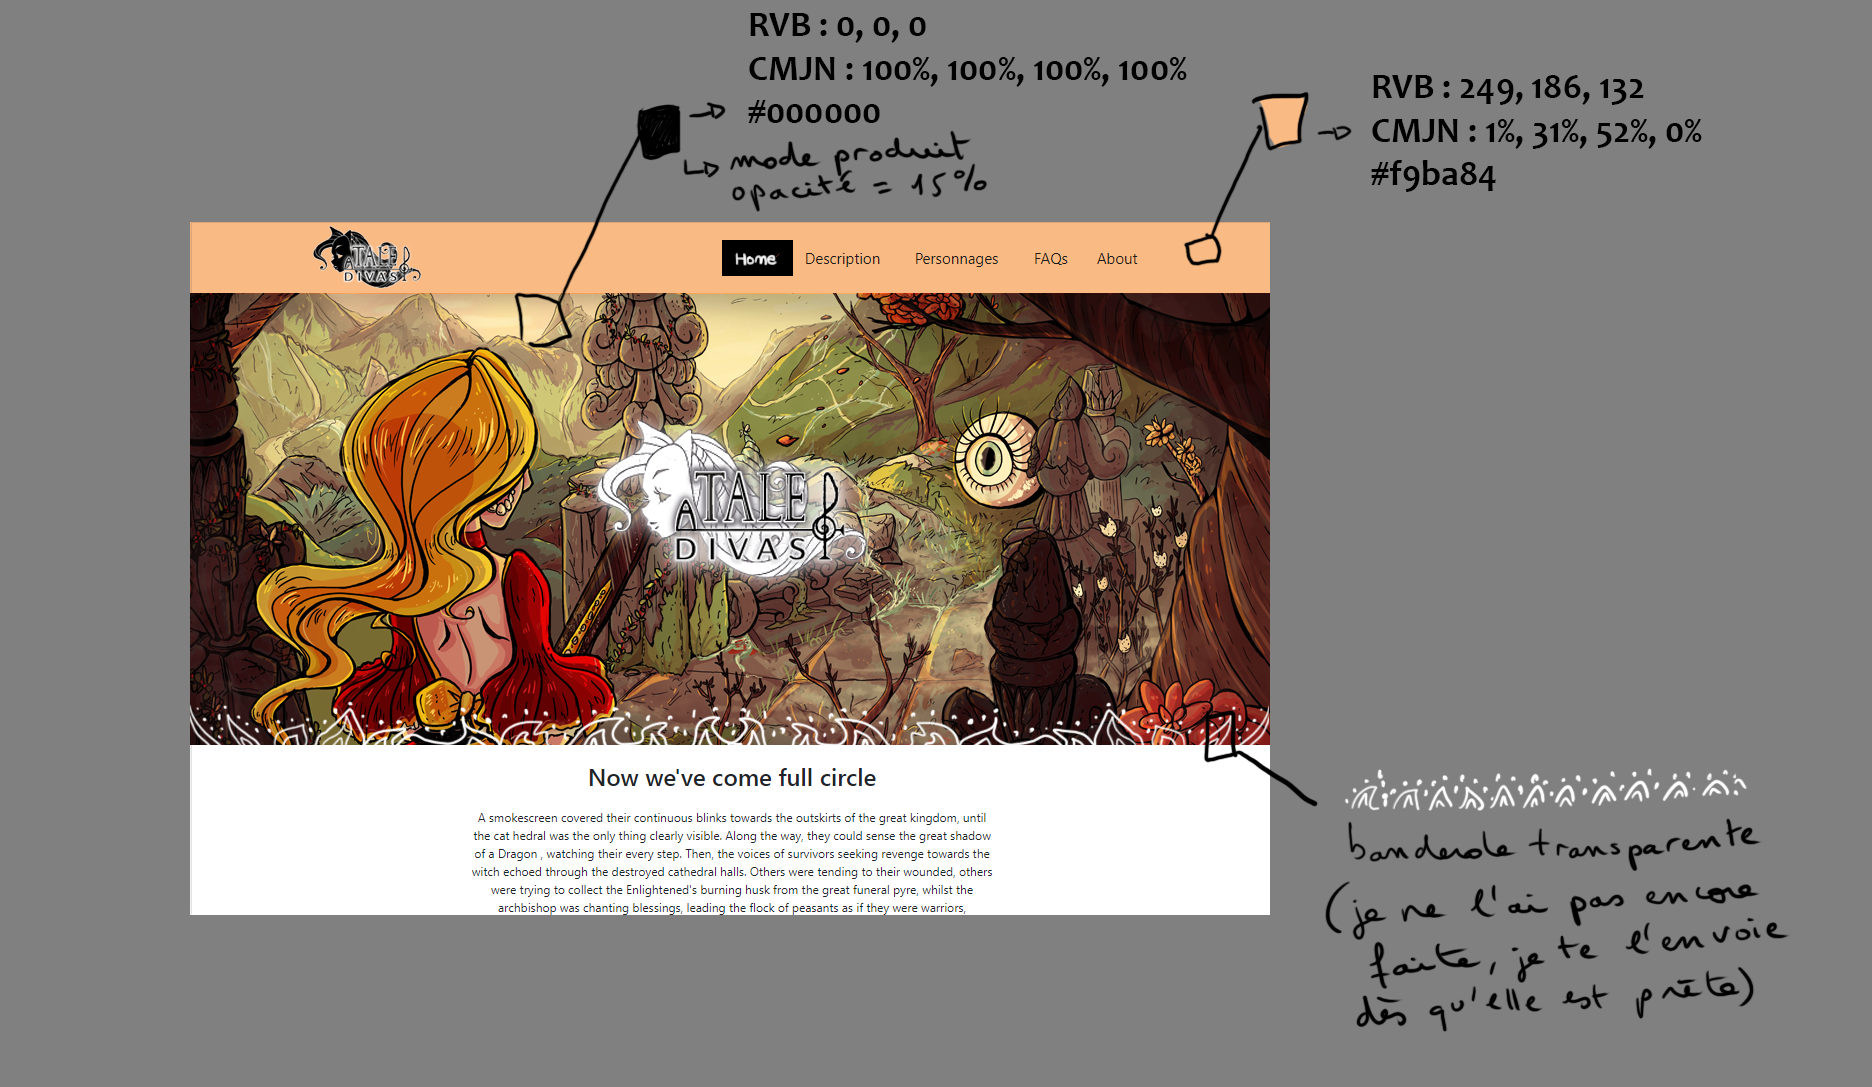 RVB : 0, 0, 0
CMJN : 100%, 100%, 100%, 100%
#000000
mode produit
opacité = 15%
RVB : 249, 186, 132
CMJN : 1%, 31%, 52%, 0%
#f9ba84
A TALE
DIVAS
Home
Description
Personnages
FAQs
About
A TALE
DIVAS
Now we've come full circle
A smokescreen covered their continuous blinks towards the outskirts of the great kingdom, until
the cat hedral was the only thing clearly visible. Along the way, they could sense the great shadow
of a Dragon , watching their every step. Then, the voices of survivors seeking revenge towards the
witch echoed through the destroyed cathedral halls. Others were tending to their wounded, others
were trying to collect the Enlightened's burning husk from the great funeral pyre, whilst the
archbishop was chanting blessings, leading the flock of peasants as if they were warriors,
banderole transparente
(je ne l'ai pas encore
faite, je te l'envoie
dès qu'elle est prête)